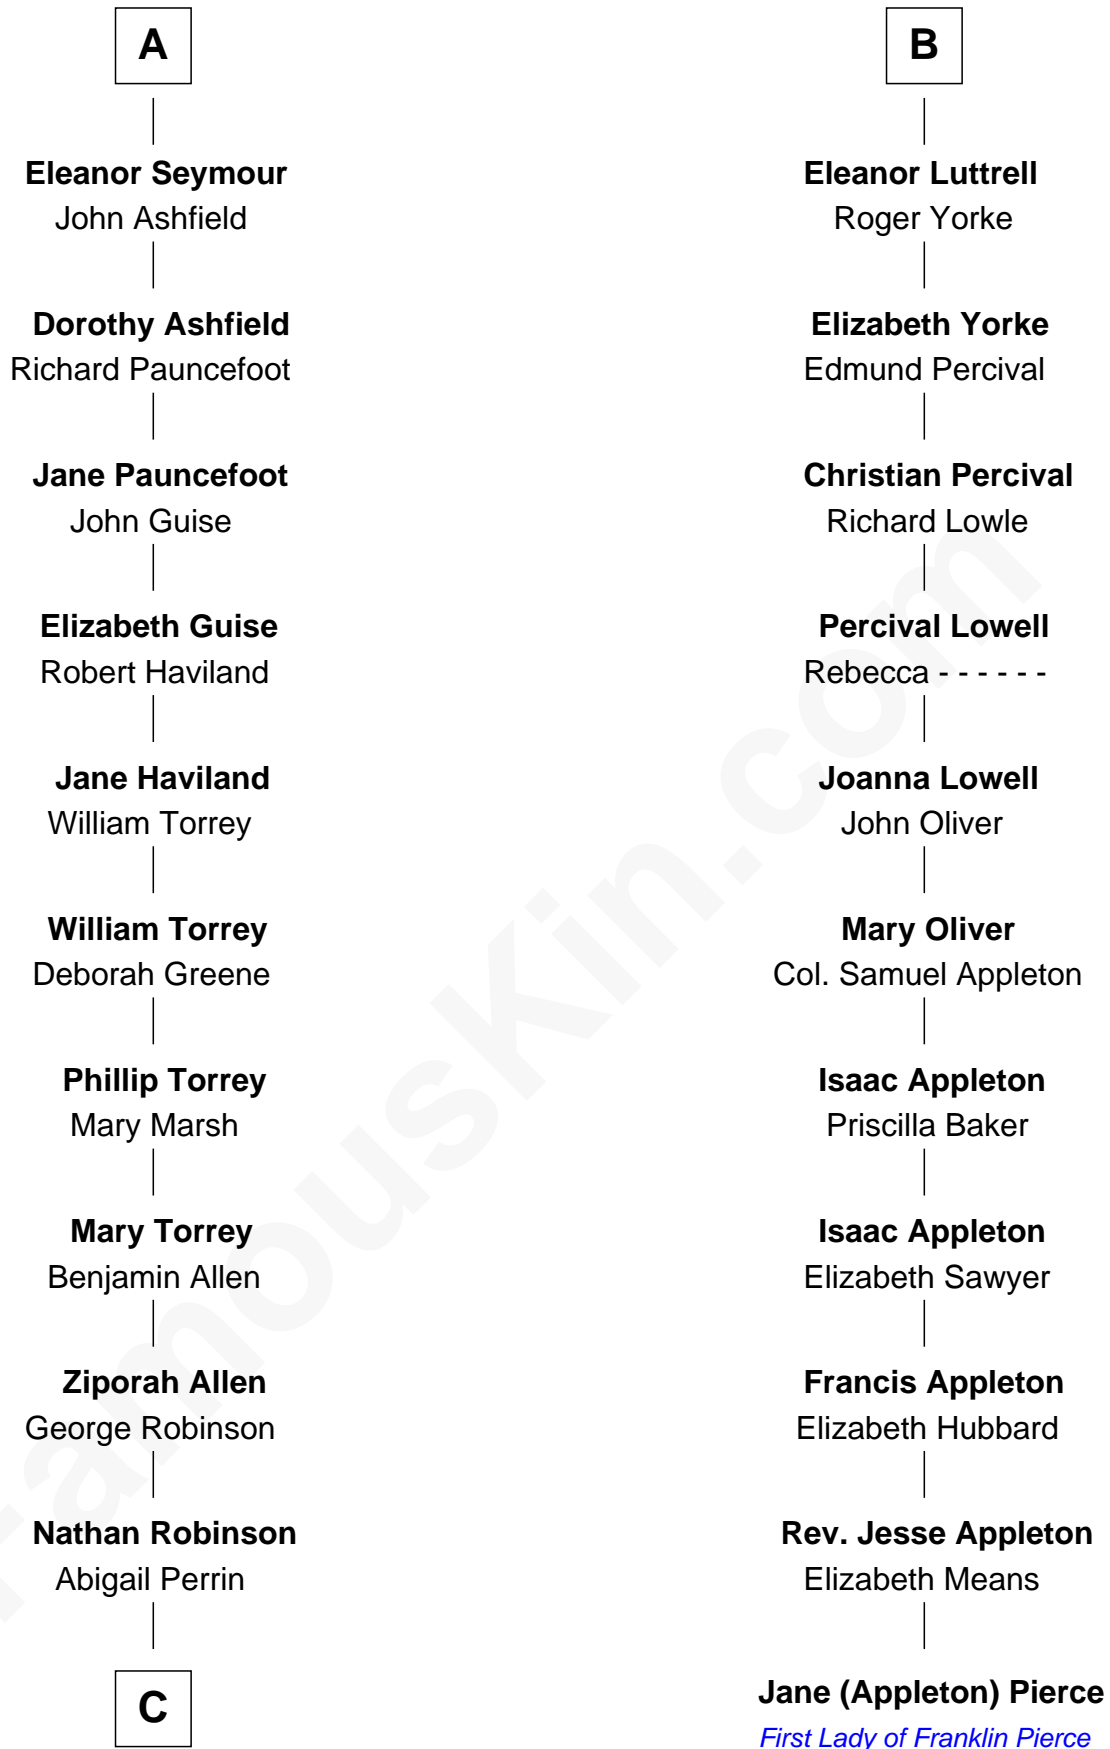 A
Eleanor Seymour
John Ashfield
Dorothy Ashfield
Richard Pauncefoot
Jane Pauncefoot
John Guise
Elizabeth Guise
Robert Haviland
Jane Haviland
William Torrey
William Torrey
Deborah Greene
Phillip Torrey
Mary Marsh
Mary Torrey
Benjamin Allen
Ziporah Allen
George Robinson
Nathan Robinson
Abigail Perrin
C
B
Eleanor Luttrell
Roger Yorke
Elizabeth Yorke
Edmund Percival
Christian Percival
Richard Lowle
Percival Lowell
Rebecca - - - - - -
Joanna Lowell
John Oliver
Mary Oliver
Col. Samuel Appleton
Isaac Appleton
Priscilla Baker
Isaac Appleton
Elizabeth Sawyer
Francis Appleton
Elizabeth Hubbard
Rev. Jesse Appleton
Elizabeth Means
Jane (Appleton) Pierce
First Lady of Franklin Pierce
FamousKin.com